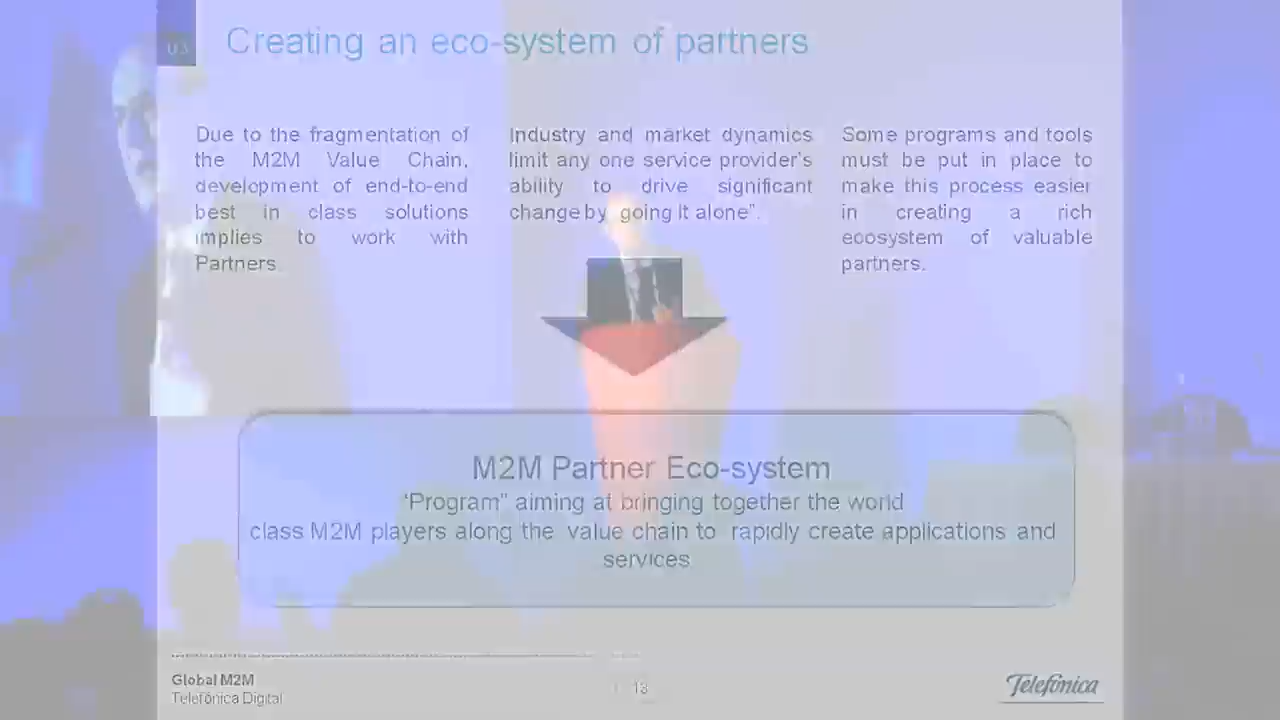 03
Creating an eco-system of partners
Due to the fragmentation of
the M2M Value Chain,
development of end-to-end
best in class solutions
implies to work with
Partners.
Industry and market dynamics
limit any one service provider's
ability to drive significant
change by going it alone".
Some programs and tools
must be put in place to
make this process easier
in creating a rich
ecosystem of valuable
partners.
M2M Partner Eco-system
'Program" aiming at bringing together the world
class M2M players along the value chain to rapidly create applications and
services
Global M2M
Telefónica Digital
13
Telefónica